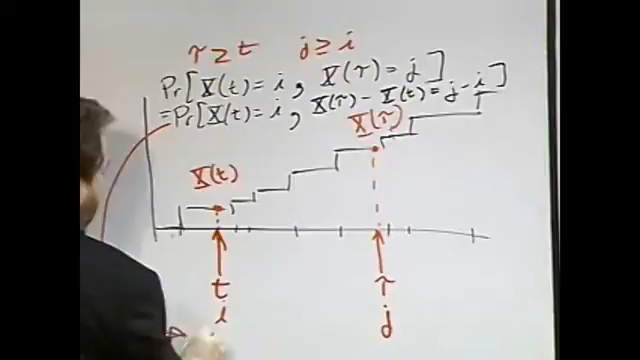 τ ≥ t   j ≥ i
Pr[X(t) = i, X(τ) = j]
= Pr[X(t) = i, X(τ) - X(t) = j - i]
X(τ)
X(t)
t   τ
i   j